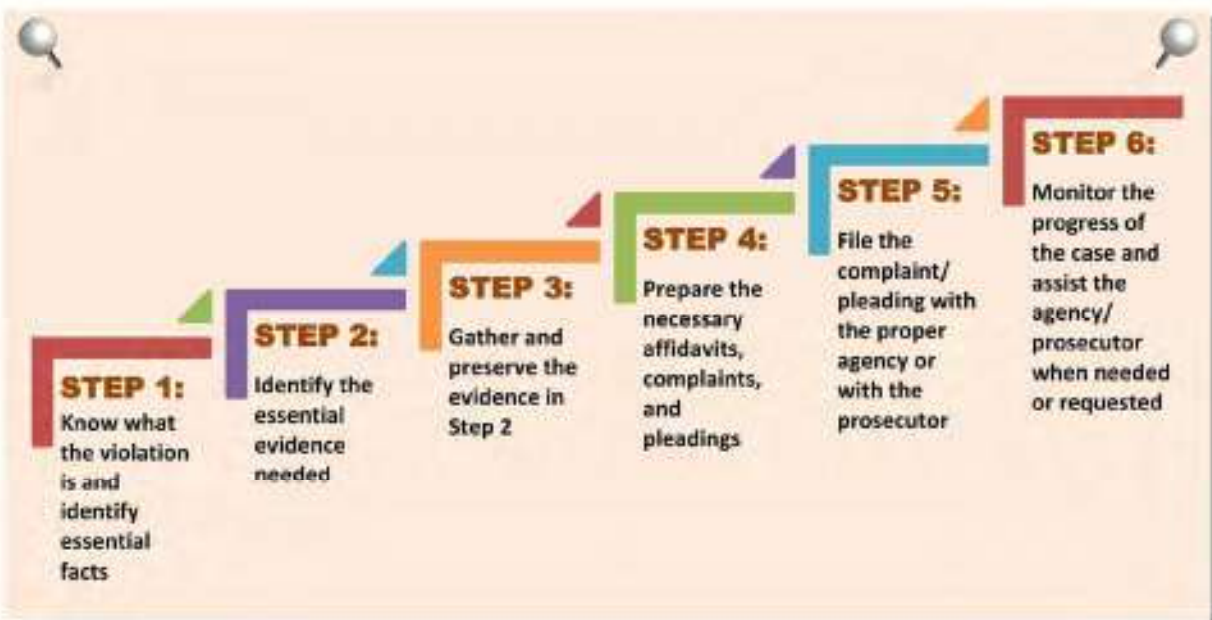 STEP 1:
Know what
the violation
is and
identify
essential
facts
STEP 2:
Identify the
essential
evidence
needed
STEP 3:
Gather and
preserve the
evidence in
Step 2
STEP 4:
Prepare the
necessary
affidavits,
complaints,
and
pleadings
STEP 5:
File the
complaint/
pleading with
the proper
agency or
with the
prosecutor
STEP 6:
Monitor the
progress of
the case and
assist the
agency/
prosecutor
when needed
or requested